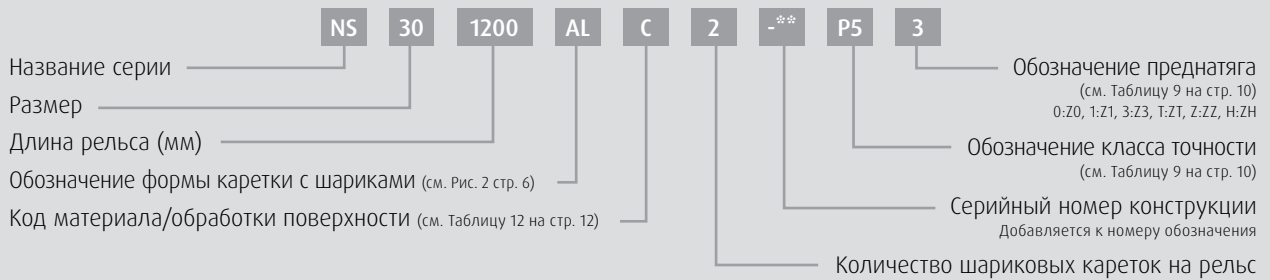 NS 30 1200 AL C 2 -** P5 3
Название серии
Размер
Длина рельса (мм)
Обозначение формы каретки с шариками (см. Рис. 2 стр. 6)
Код материала/обработки поверхности (см. Таблицу 12 на стр. 12)
Обозначение преднатяга
(см. Таблицу 9 на стр. 10)
0:Z0, 1:Z1, 3:Z3, T:ZT, Z:ZZ, H:ZH
Обозначение класса точности
(см. Таблицу 9 на стр. 10)
Серийный номер конструкции
Добавляется к номеру обозначения
Количество шариковых кареток на рельс